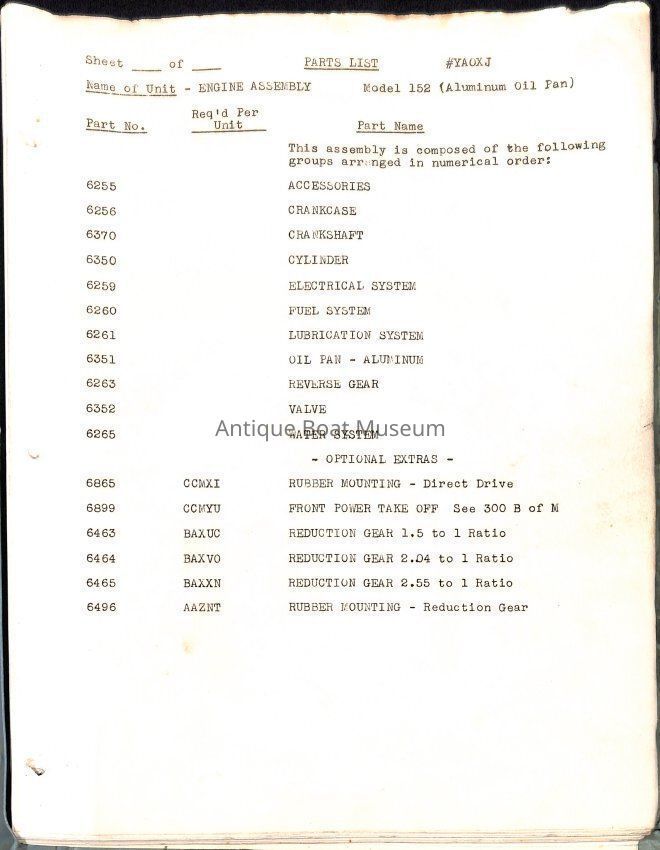 Sheet ____ of ____ PARTS LIST #YAOXJ
Name of Unit - ENGINE ASSEMBLY Model 152 (Aluminum Oil Pan)
Req'd Per
Part No. Unit Part Name
This assembly is composed of the following
groups arranged in numerical order:
6255 ACCESSORIES
6256 CRANKCASE
6370 CRANKSHAFT
6350 CYLINDER
6259 ELECTRICAL SYSTEM
6260 FUEL SYSTEM
6261 LUBRICATION SYSTEM
6351 OIL PAN - ALUMINUM
6263 REVERSE GEAR
6352 VALVE
Antique Boat Museum
6265 WATER SYSTEM
- OPTIONAL EXTRAS -
6865 CCMXI RUBBER MOUNTING - Direct Drive
6899 CCMYU FRONT POWER TAKE OFF See 300 B of M
6463 BAXUC REDUCTION GEAR 1.5 to 1 Ratio
6464 BAXVO REDUCTION GEAR 2.04 to 1 Ratio
6465 BAXXN REDUCTION GEAR 2.55 to 1 Ratio
6496 AAZNT RUBBER MOUNTING - Reduction Gear